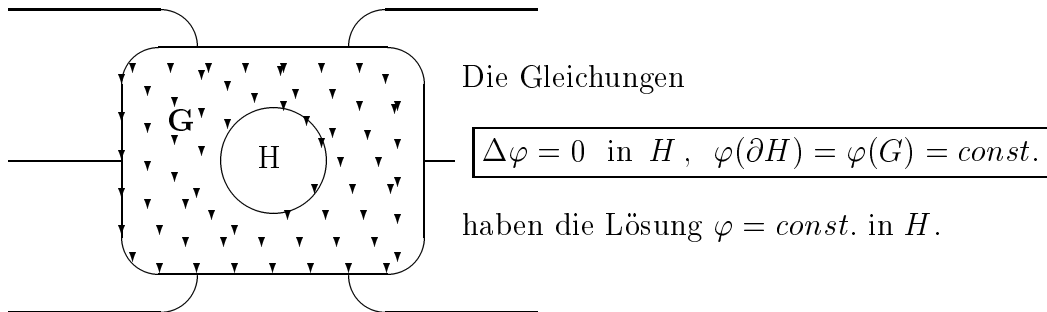 Die Gleichungen
G
H
Δφ = 0 in H , φ(∂H) = φ(G) = const.
haben die Lösung φ = const. in H.